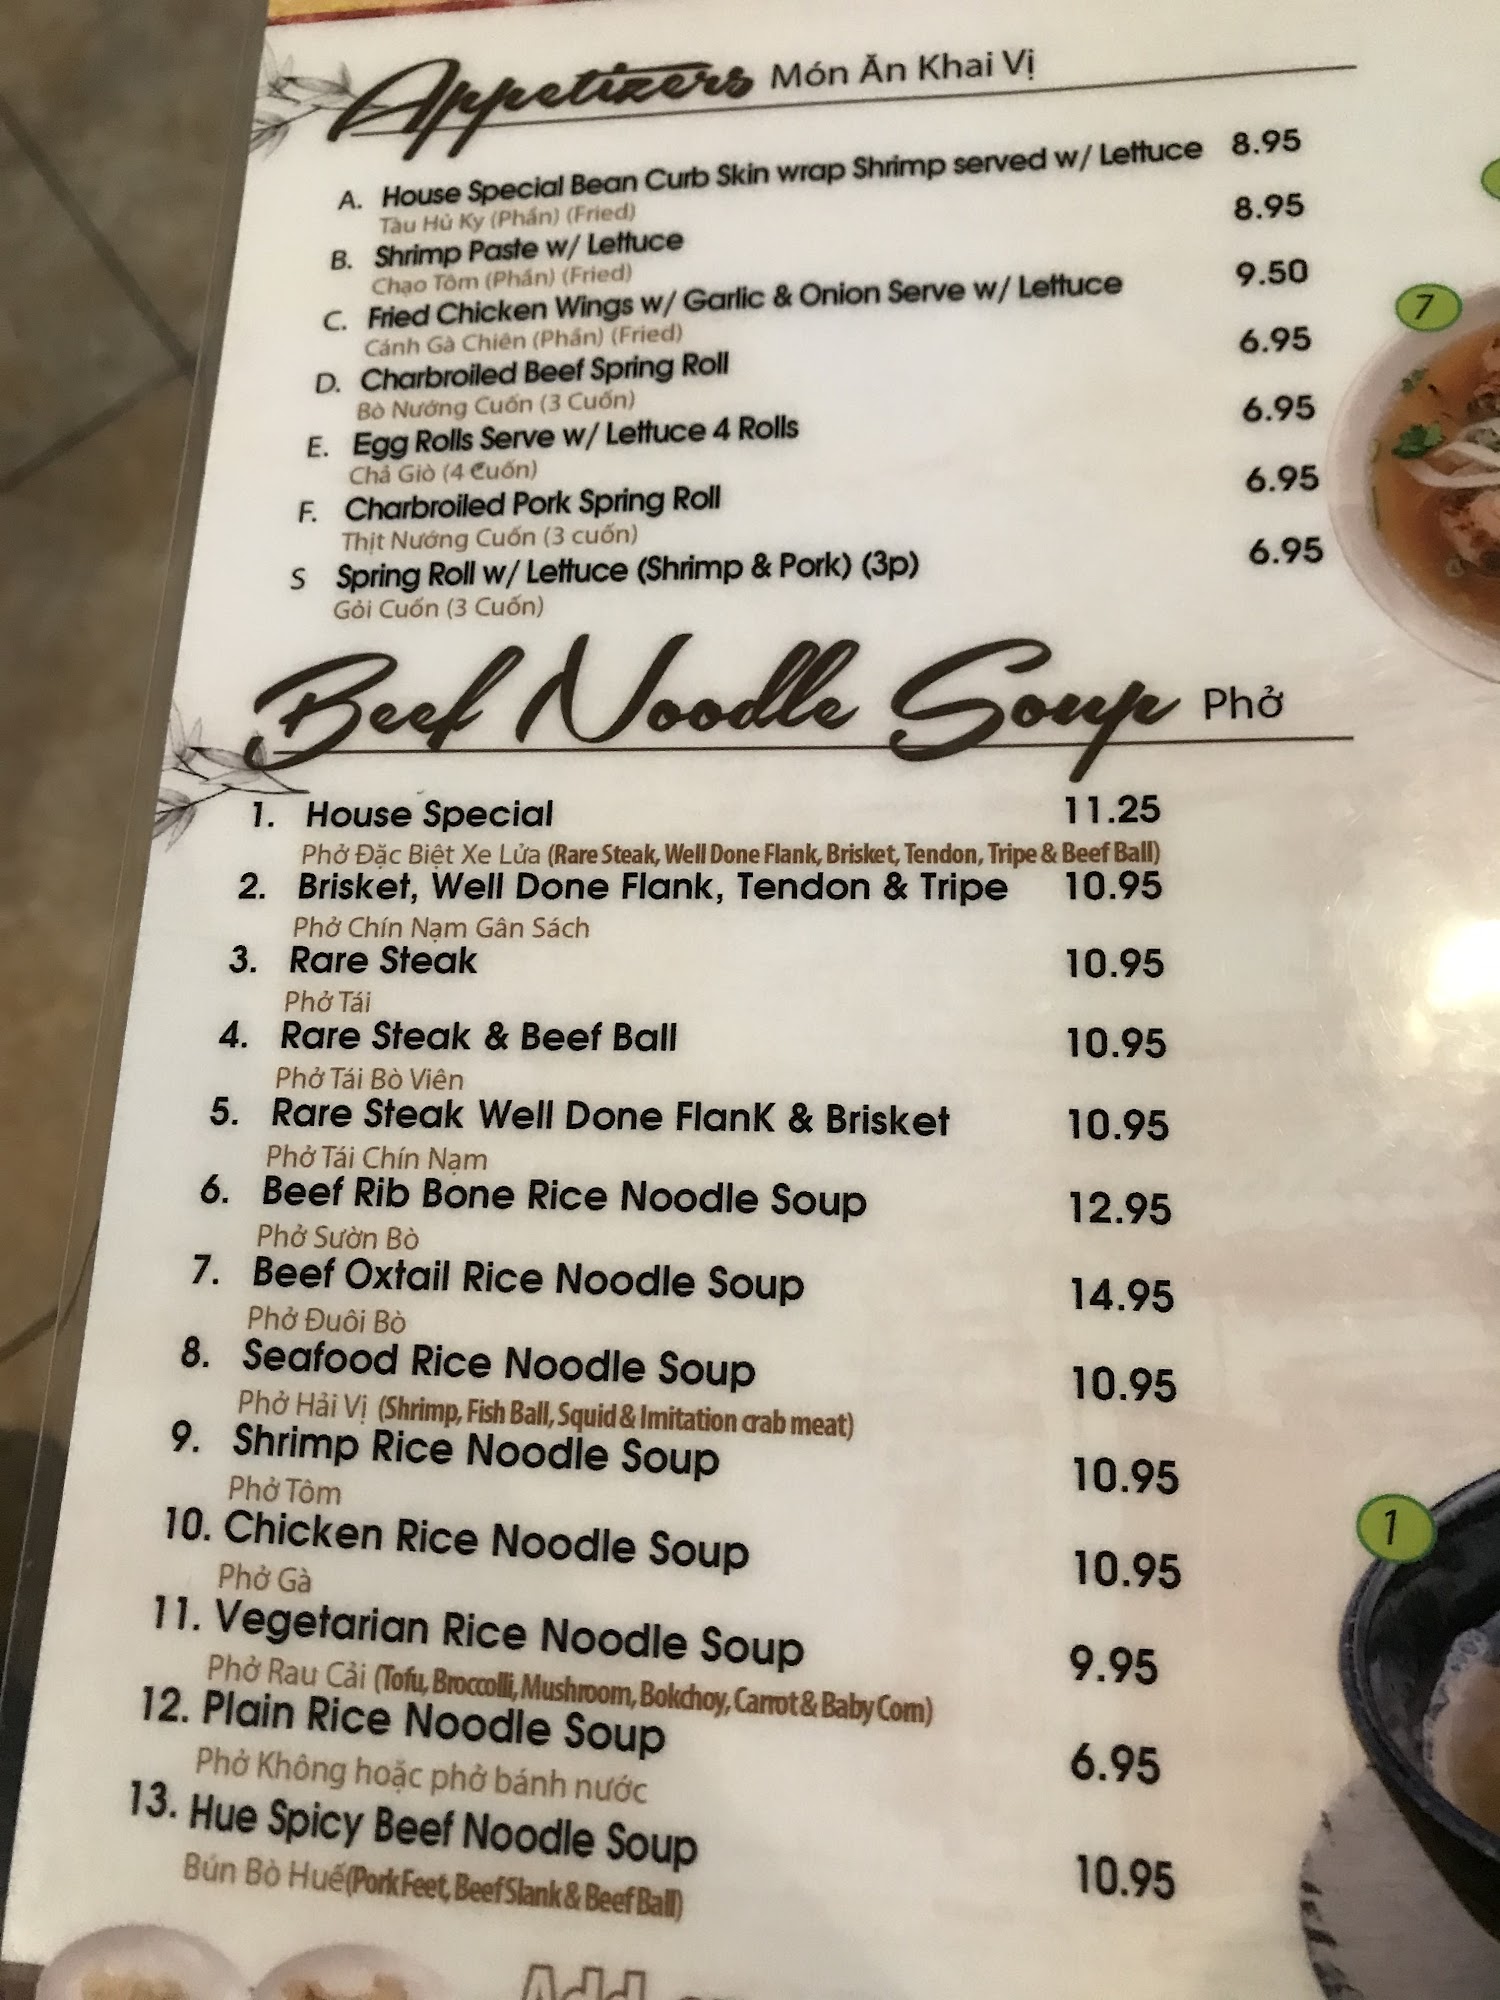 Appetizers Món Ăn Khai Vị
A. House Special Bean Curb Skin wrap Shrimp served w/ Lettuce 8.95
Tàu Hủ Ky (Phần) (Fried)
B. Shrimp Paste w/ Lettuce 8.95
Chạo Tôm (Phần) (Fried)
C. Fried Chicken Wings w/ Garlic & Onion Serve w/ Lettuce 9.50
Cánh Gà Chiên (Phần) (Fried)
D. Charbroiled Beef Spring Roll 6.95
Bò Nướng Cuốn (3 Cuốn)
E. Egg Rolls Serve w/ Lettuce 4 Rolls 6.95
Chả Giò (4 Cuốn)
F. Charbroiled Pork Spring Roll 6.95
Thịt Nướng Cuốn (3 cuốn)
S Spring Roll w/ Lettuce (Shrimp & Pork) (3p) 6.95
Gỏi Cuốn (3 Cuốn)
Beef Noodle Soup Phở
1. House Special 11.25
Phở Đặc Biệt Xe Lửa (Rare Steak, Well Done Flank, Brisket, Tendon, Tripe & Beef Ball)
2. Brisket, Well Done Flank, Tendon & Tripe 10.95
Phở Chín Nạm Gân Sách
3. Rare Steak 10.95
Phở Tái
4. Rare Steak & Beef Ball 10.95
Phở Tái Bò Viên
5. Rare Steak Well Done FlanK & Brisket 10.95
Phở Tái Chín Nạm
6. Beef Rib Bone Rice Noodle Soup 12.95
Phở Sườn Bò
7. Beef Oxtail Rice Noodle Soup 14.95
Phở Đuôi Bò
8. Seafood Rice Noodle Soup 10.95
Phở Hải Vị (Shrimp, Fish Ball, Squid & Imitation crab meat)
9. Shrimp Rice Noodle Soup 10.95
Phở Tôm
10. Chicken Rice Noodle Soup 10.95
Phở Gà
11. Vegetarian Rice Noodle Soup 9.95
Phở Rau Cải (Tofu, Broccolli, Mushroom, Bokchoy, Carrot & Baby Corn)
12. Plain Rice Noodle Soup 6.95
Phở Không hoặc phở bánh nước
13. Hue Spicy Beef Noodle Soup 10.95
Bún Bò Huế (Pork Feet, Beef Slank & Beef Ball)
Add
7
1